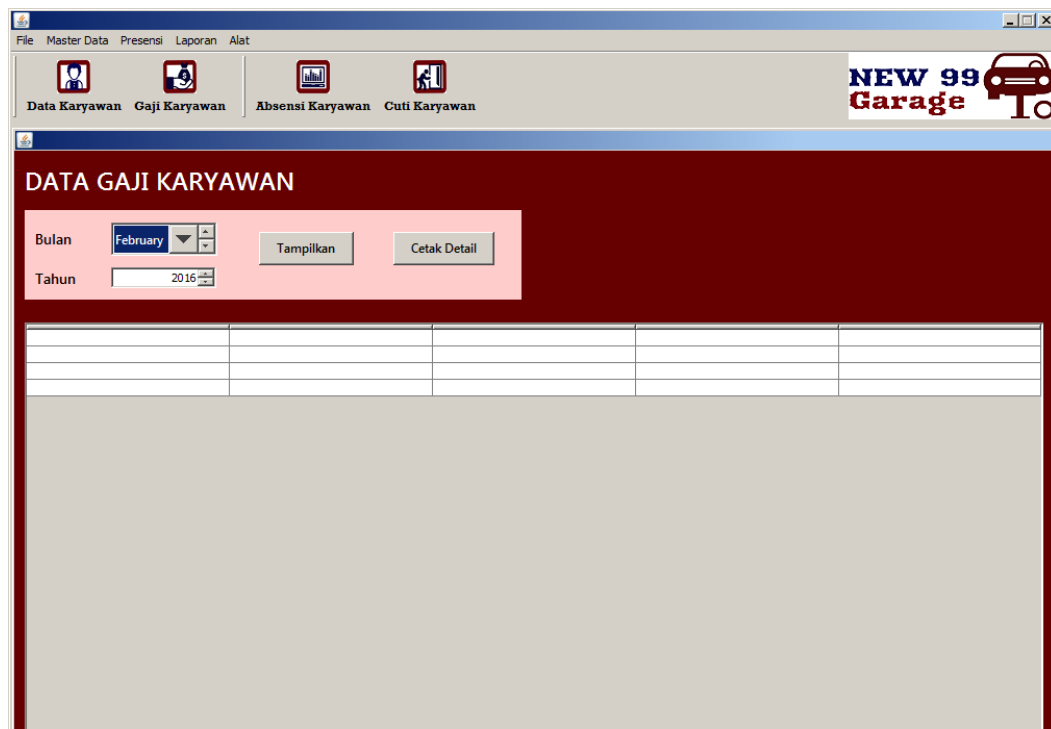 File Master Data Presensi Laporan Alat
Data Karyawan Gaji Karyawan Absensi Karyawan Cuti Karyawan
NEW 99
Garage
DATA GAJI KARYAWAN
Bulan February Tampilkan Cetak Detail
Tahun 2016